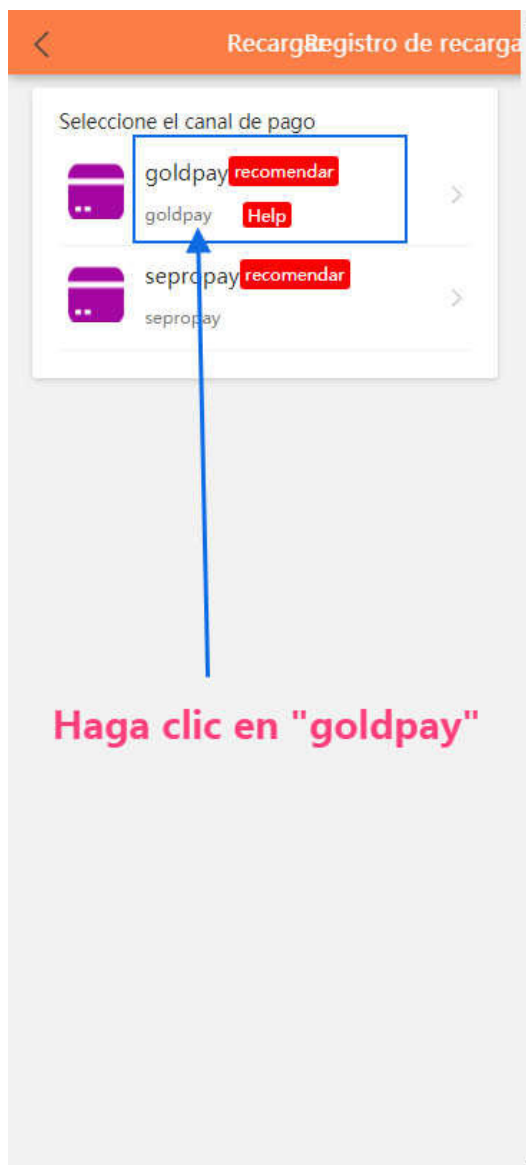 Recargar
Registro de recarga
Seleccione el canal de pago
goldpay recomendar
goldpay Help
sepropay recomendar
sepropay
Haga clic en "goldpay"